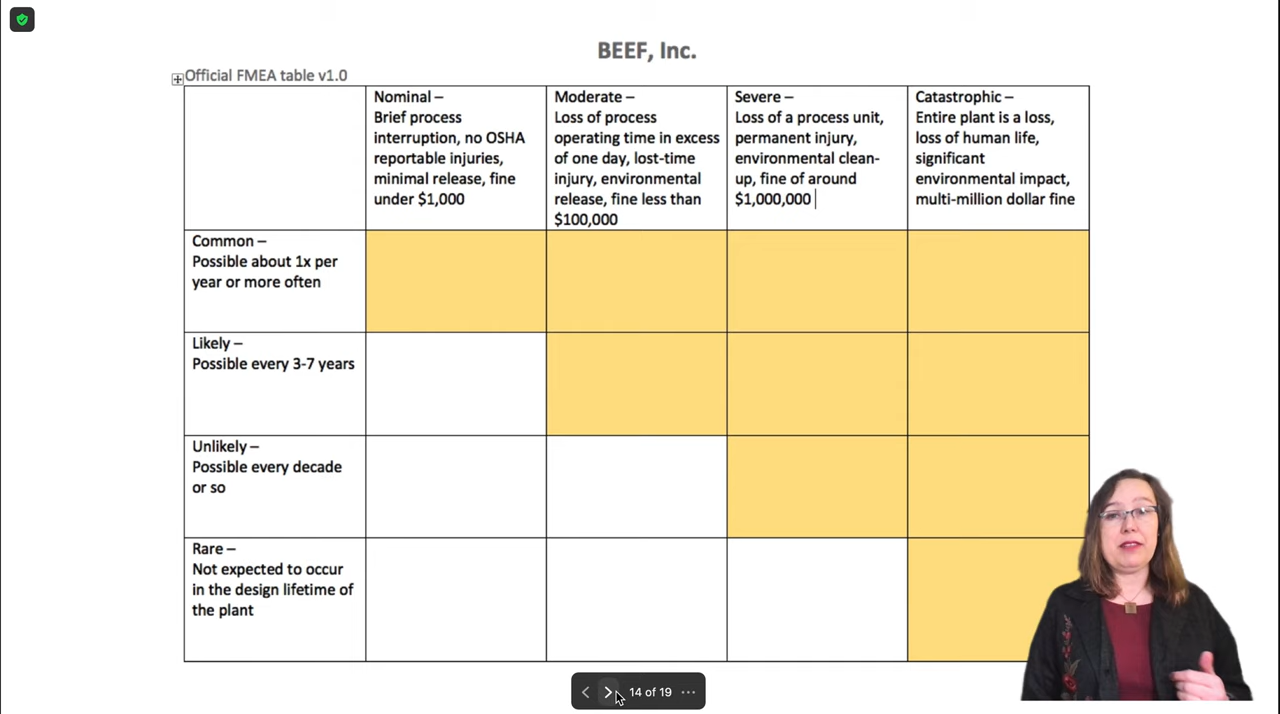 BEEF, Inc.
Official FMEA table v1.0
Nominal –
Brief process
interruption, no OSHA
reportable injuries,
minimal release, fine
under $1,000
Moderate –
Loss of process
operating time in excess
of one day, lost-time
injury, environmental
release, fine less than
$100,000
Severe –
Loss of a process unit,
permanent injury,
environmental clean-
up, fine of around
$1,000,000
Catastrophic –
Entire plant is a loss,
loss of human life,
significant
environmental impact,
multi-million dollar fine
Common –
Possible about 1x per
year or more often
Likely –
Possible every 3-7 years
Unlikely –
Possible every decade
or so
Rare –
Not expected to occur
in the design lifetime of
the plant
14 of 19